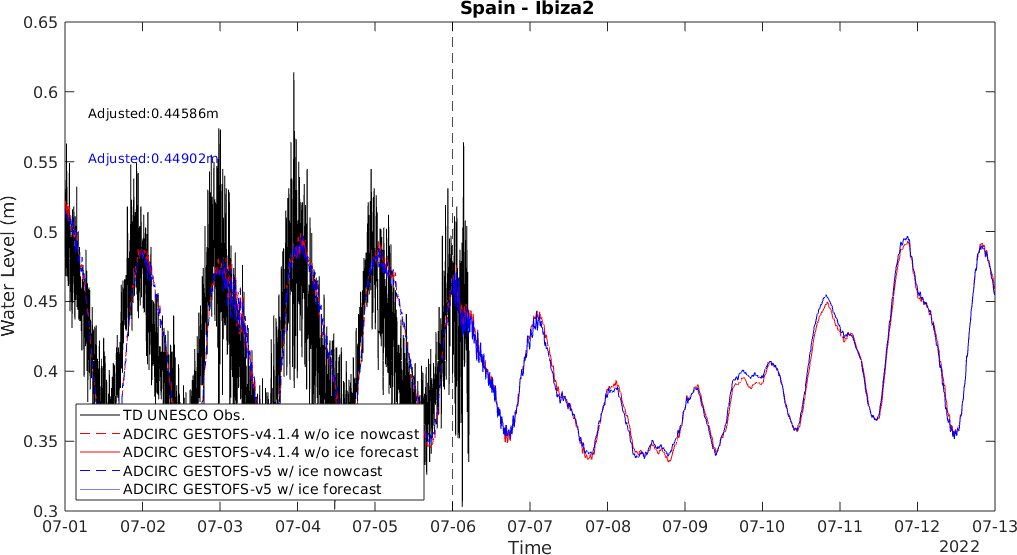 Spain - Ibiza2
Water Level (m)
0.65
0.6
0.55
0.5
0.45
0.4
0.35
0.3
Adjusted:0.44586m
Adjusted:0.44902m
TD UNESCO Obs.
ADCIRC GESTOFS-v4.1.4 w/o ice nowcast
ADCIRC GESTOFS-v4.1.4 w/o ice forecast
ADCIRC GESTOFS-v5 w/ ice nowcast
ADCIRC GESTOFS-v5 w/ ice forecast
07-01 07-02 07-03 07-04 07-05 07-06 07-07 07-08 07-09 07-10 07-11 07-12 07-13
Time
2022